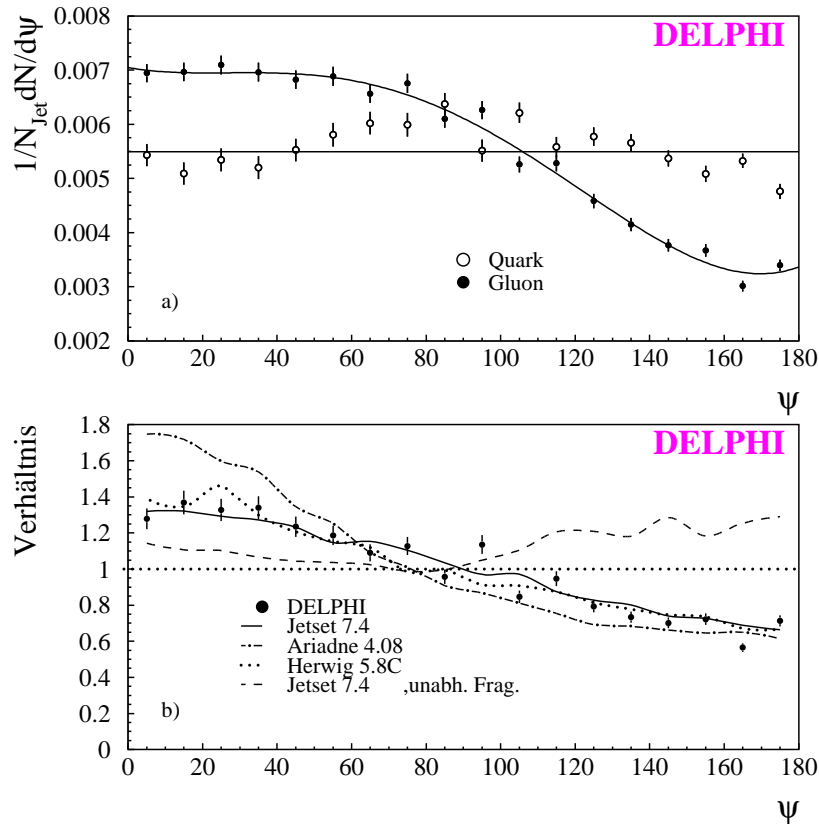 0.008
0.007
0.006
0.005
0.004
0.003
0.002
1/N_Jet dN/dψ
DELPHI
Quark
Gluon
a)
0 20 40 60 80 100 120 140 160 180
ψ
1.8
1.6
1.4
1.2
1
0.8
0.6
0.4
0.2
0
Verhältnis
DELPHI
DELPHI
Jetset 7.4
Ariadne 4.08
Herwig 5.8C
Jetset 7.4 ,unabh. Frag.
b)
0 20 40 60 80 100 120 140 160 180
ψ